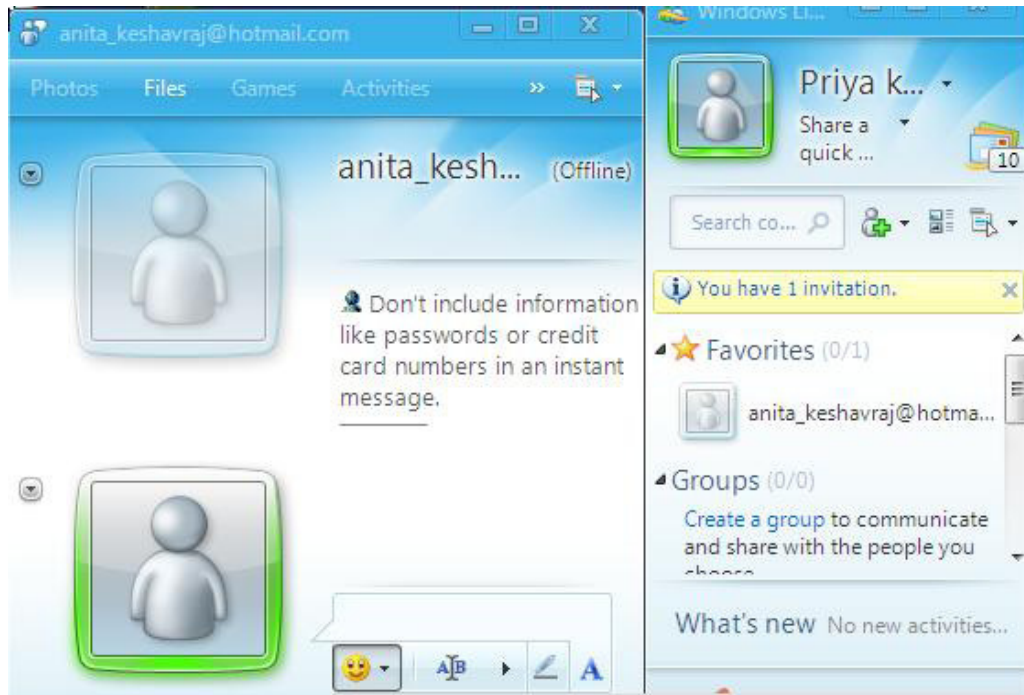 anita_keshavraj@hotmail.com
Photos Files Games Activities »
anita_kesh... (Offline)
Don't include information
like passwords or credit
card numbers in an instant
message.
AB A
Windows Li...
Priya k...
Share a
quick ...
10
Search co...
You have 1 invitation.
Favorites (0/1)
anita_keshavraj@hotma...
Groups (0/0)
Create a group to communicate
and share with the people you
choose
What's new No new activities...